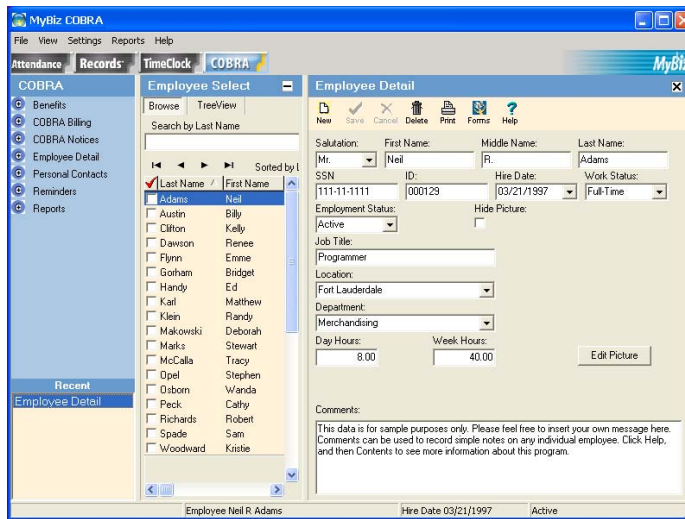 MyBiz COBRA
File View Settings Reports Help
Attendance Records TimeClock COBRA
COBRA
Benefits
COBRA Billing
COBRA Notices
Employee Detail
Personal Contacts
Reminders
Reports
Recent
Employee Detail
Employee Select
Browse TreeView
Search by Last Name
Sorted by L
Last Name First Name
Adams Neil
Austin Billy
Clifton Kelly
Dawson Renee
Flynn Emme
Gorham Bridget
Handy Ed
Karl Matthew
Klein Randy
Makowski Deborah
Marks Stewart
McCalla Tracy
Opel Stephen
Osborn Wanda
Peck Cathy
Richards Robert
Spade Sam
Woodward Kristie
MyBiz
Employee Detail
New Save Cancel Delete Print Forms Help
Salutation: First Name: Middle Name: Last Name:
Mr. Neil R. Adams
SSN ID: Hire Date: Work Status:
111-11-1111 000129 03/21/1997 Full-Time
Employment Status: Hide Picture:
Active
Job Title:
Programmer
Location:
Fort Lauderdale
Department:
Merchandising
Day Hours: Week Hours:
8.00 40.00 Edit Picture
Comments:
This data is for sample purposes only. Please feel free to insert your own message here.
Comments can be used to record simple notes on any individual employee. Click Help,
and then Contents to see more information about this program.
Employee Neil R Adams Hire Date 03/21/1997 Active